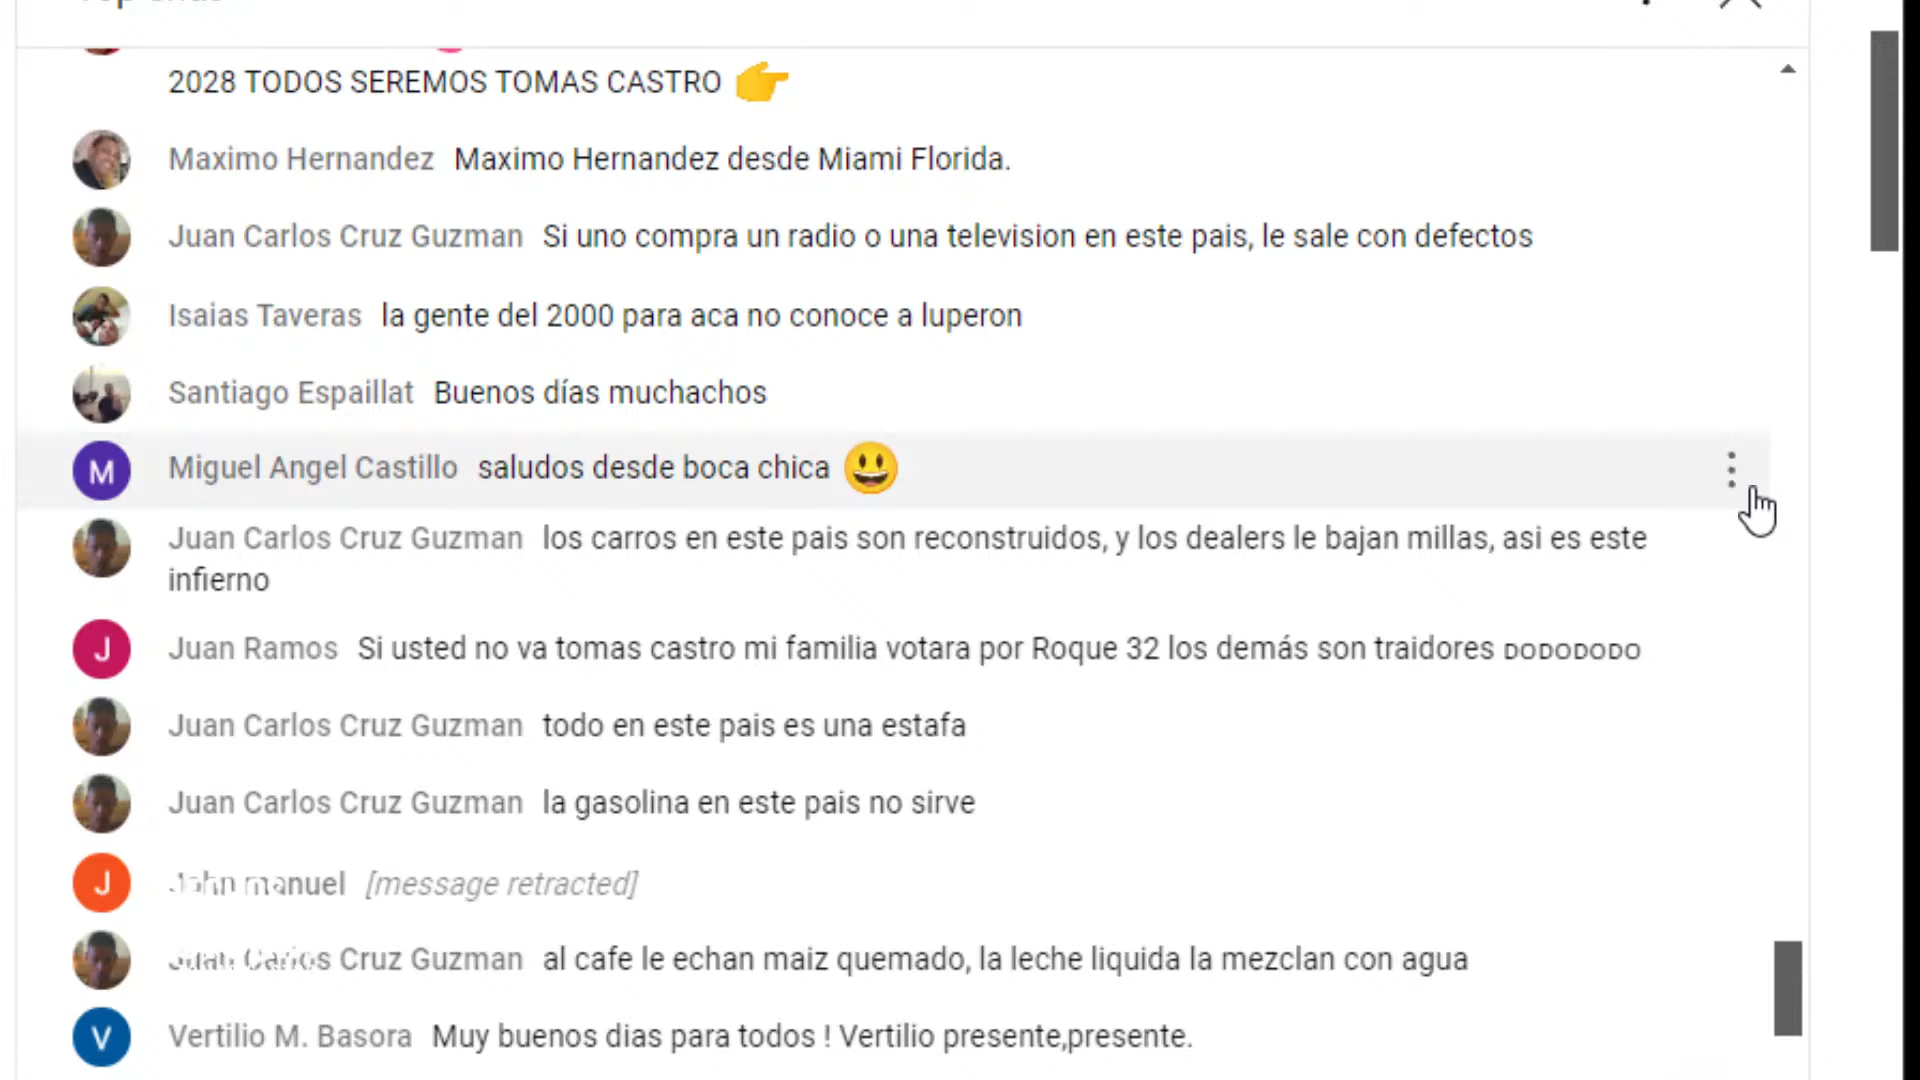 2028 TODOS SEREMOS TOMAS CASTRO 👉
Maximo Hernandez Maximo Hernandez desde Miami Florida.
Juan Carlos Cruz Guzman Si uno compra un radio o una television en este pais, le sale con defectos
Isaias Taveras la gente del 2000 para aca no conoce a luperon
Santiago Espaillat Buenos días muchachos
M Miguel Angel Castillo saludos desde boca chica 😃
Juan Carlos Cruz Guzman los carros en este pais son reconstruidos, y los dealers le bajan millas, asi es este
infierno
J Juan Ramos Si usted no va tomas castro mi familia votara por Roque 32 los demás son traidores DODODODO
Juan Carlos Cruz Guzman todo en este pais es una estafa
Juan Carlos Cruz Guzman la gasolina en este pais no sirve
J John manuel [message retracted]
Juan Carlos Cruz Guzman al cafe le echan maiz quemado, la leche liquida la mezclan con agua
V Vertilio M. Basora Muy buenos dias para todos ! Vertilio presente,presente.